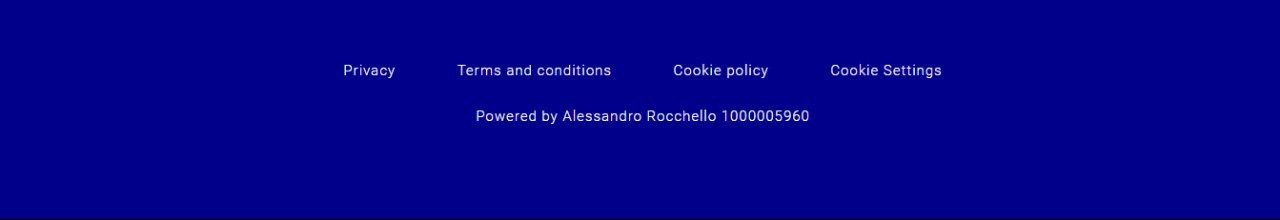 Privacy Terms and conditions Cookie policy Cookie Settings
Powered by Alessandro Rocchello 1000005960